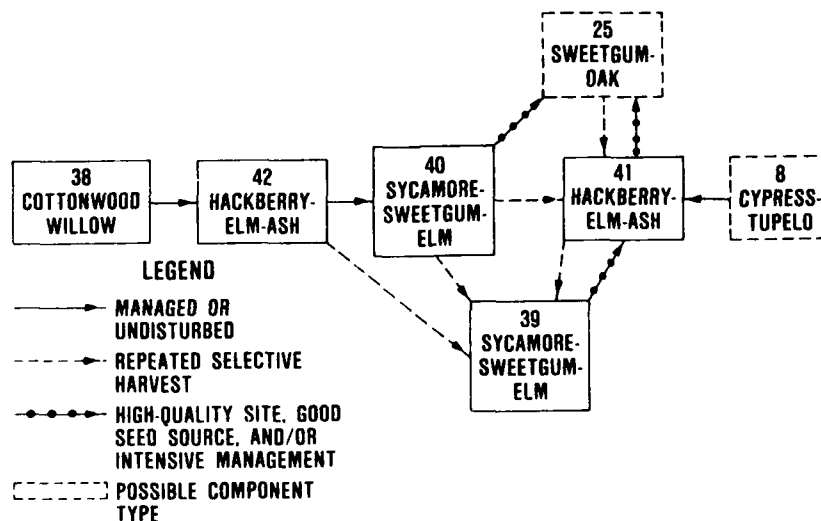 25
SWEETGUM-
OAK
38
COTTONWOOD
WILLOW
42
HACKBERRY-
ELM-ASH
40
SYCAMORE-
SWEETGUM-
ELM
41
HACKBERRY-
ELM-ASH
8
CYPRESS-
TUPELO
39
SYCAMORE-
SWEETGUM-
ELM
LEGEND
MANAGED OR
UNDISTURBED
REPEATED SELECTIVE
HARVEST
HIGH-QUALITY SITE, GOOD
SEED SOURCE, AND/OR
INTENSIVE MANAGEMENT
POSSIBLE COMPONENT
TYPE